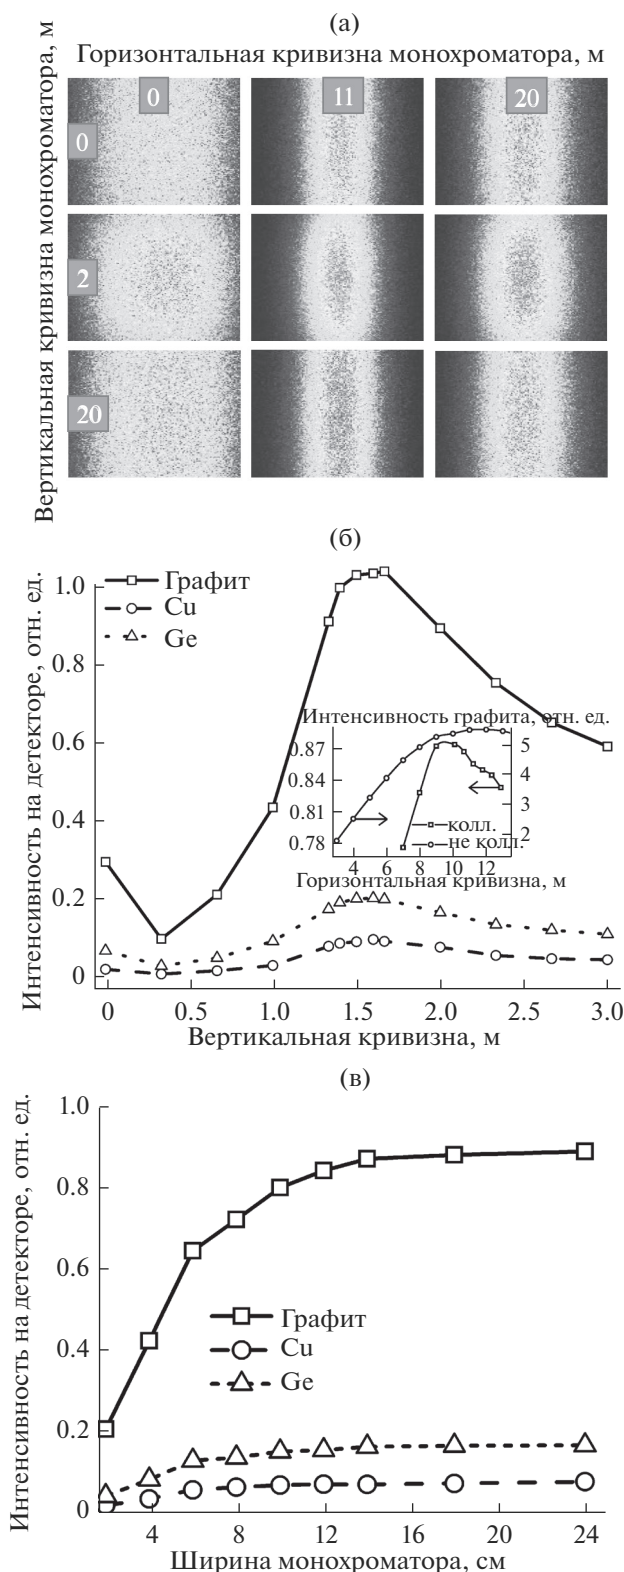 (а)
Горизонтальная кривизна монохроматора, м
Вертикальная кривизна монохроматора, м
0 11 20
0
2
20
(б)
Интенсивность на детекторе, отн. ед.
Графит
Cu
Ge
1.0
0.8
0.6
0.4
0.2
0
Интенсивность графита, отн. ед.
0.87
0.84
0.81
0.78
5
4
3
2
колл.
не колл.
4 6 8 10 12
Горизонтальная кривизна, м
0 0.5 1.0 1.5 2.0 2.5 3.0
Вертикальная кривизна, м
(в)
Интенсивность на детекторе, отн. ед.
1.0
0.8
0.6
0.4
0.2
0
Графит
Cu
Ge
4 8 12 16 20 24
Ширина монохроматора, см